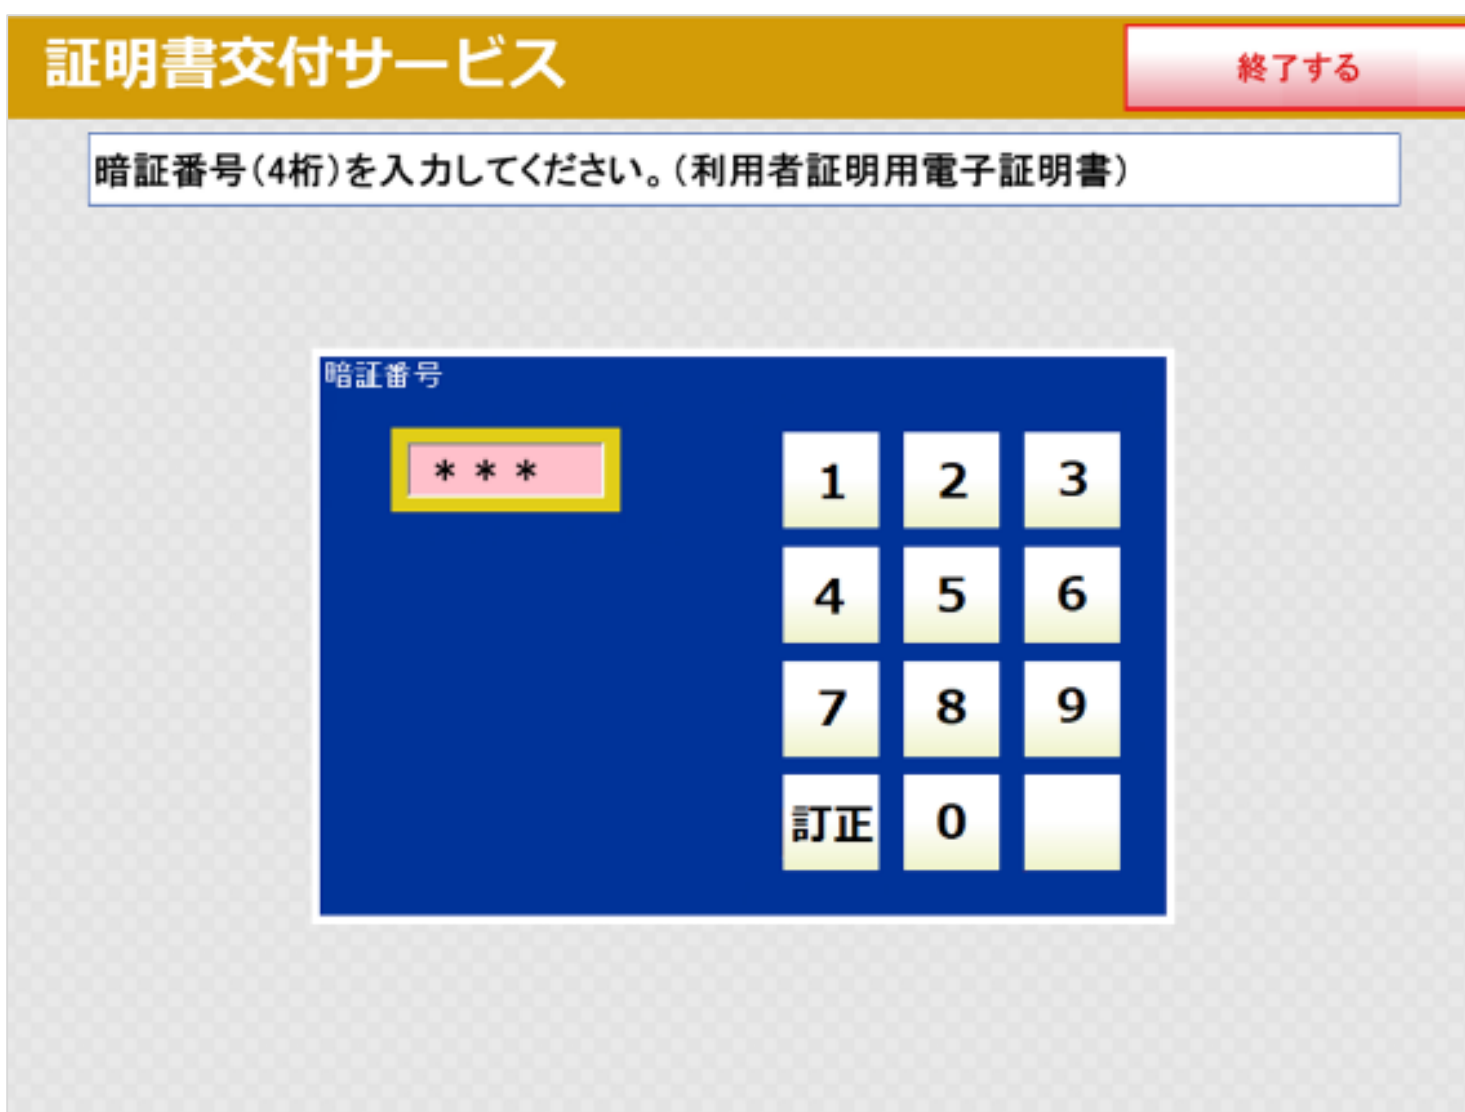 証明書交付サービス
終了する
暗証番号(4桁)を入力してください。(利用者証明用電子証明書)
暗証番号
* * *
1 2 3
4 5 6
7 8 9
訂正 0